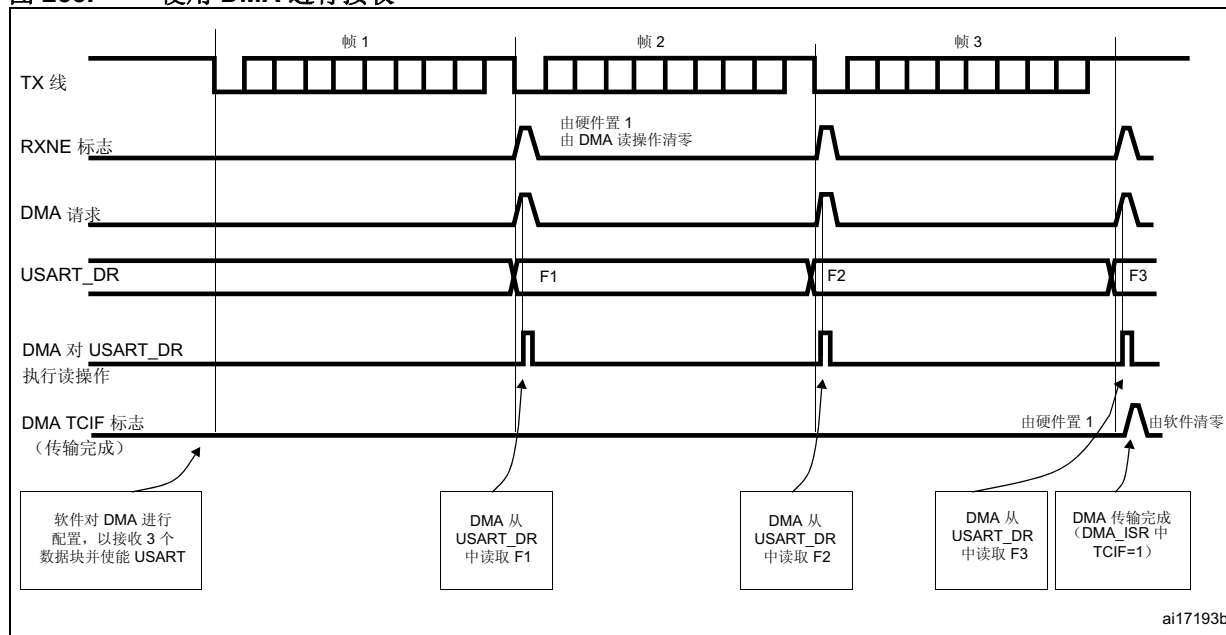 帧 1
帧 2
帧 3
TX 线
由硬件置 1
由 DMA 读操作清零
RXNE 标志
DMA 请求
USART_DR
F1
F2
F3
DMA 对 USART_DR
执行读操作
DMA TCIF 标志
（传输完成）
由硬件置 1
由软件清零
软件对 DMA 进行
配置，以接收 3 个
数据块并使能 USART
DMA 从
USART_DR
中读取 F1
DMA 从
USART_DR
中读取 F2
DMA 从
USART_DR
中读取 F3
DMA 传输完成
（DMA_ISR 中
TCIF=1）
ai17193b